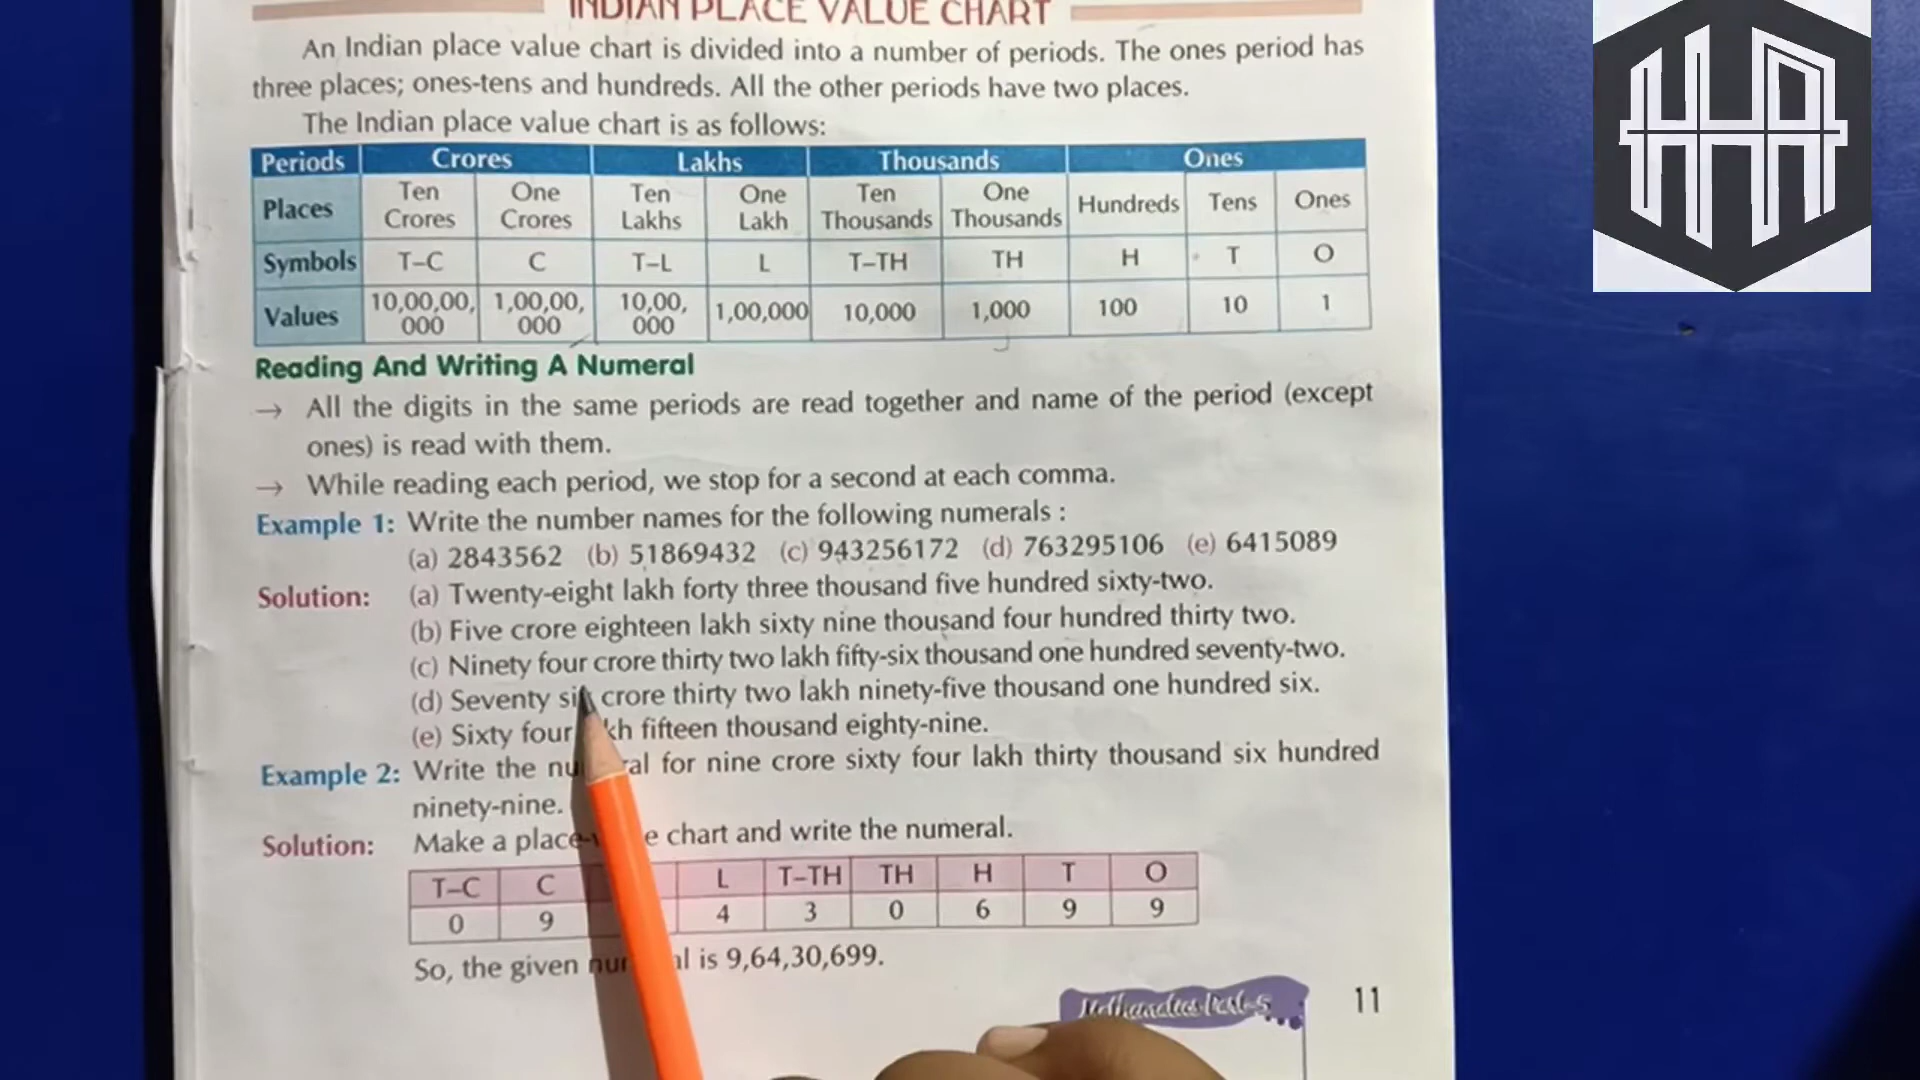 INDIAN PLACE VALUE CHART
An Indian place value chart is divided into a number of periods. The ones period has
three places; ones-tens and hundreds. All the other periods have two places.
The Indian place value chart is as follows:
Periods Crores Lakhs Thousands Ones
Places Ten Crores One Crores Ten Lakhs One Lakh Ten Thousands One Thousands Hundreds Tens Ones
Symbols T–C C T–L L T–TH TH H T O
Values 10,00,00,000 1,00,00,000 10,00,000 1,00,000 10,000 1,000 100 10 1
Reading And Writing A Numeral
→ All the digits in the same periods are read together and name of the period (except
ones) is read with them.
→ While reading each period, we stop for a second at each comma.
Example 1: Write the number names for the following numerals :
(a) 2843562 (b) 51869432 (c) 943256172 (d) 763295106 (e) 6415089
Solution: (a) Twenty-eight lakh forty three thousand five hundred sixty-two.
(b) Five crore eighteen lakh sixty nine thousand four hundred thirty two.
(c) Ninety four crore thirty two lakh fifty-six thousand one hundred seventy-two.
(d) Seventy six crore thirty two lakh ninety-five thousand one hundred six.
(e) Sixty four lakh fifteen thousand eighty-nine.
Example 2: Write the numeral for nine crore sixty four lakh thirty thousand six hundred
ninety-nine.
Solution: Make a place-value chart and write the numeral.
T–C C L T–TH TH H T O
0 9 4 3 0 6 9 9
So, the given numeral is 9,64,30,699.
11